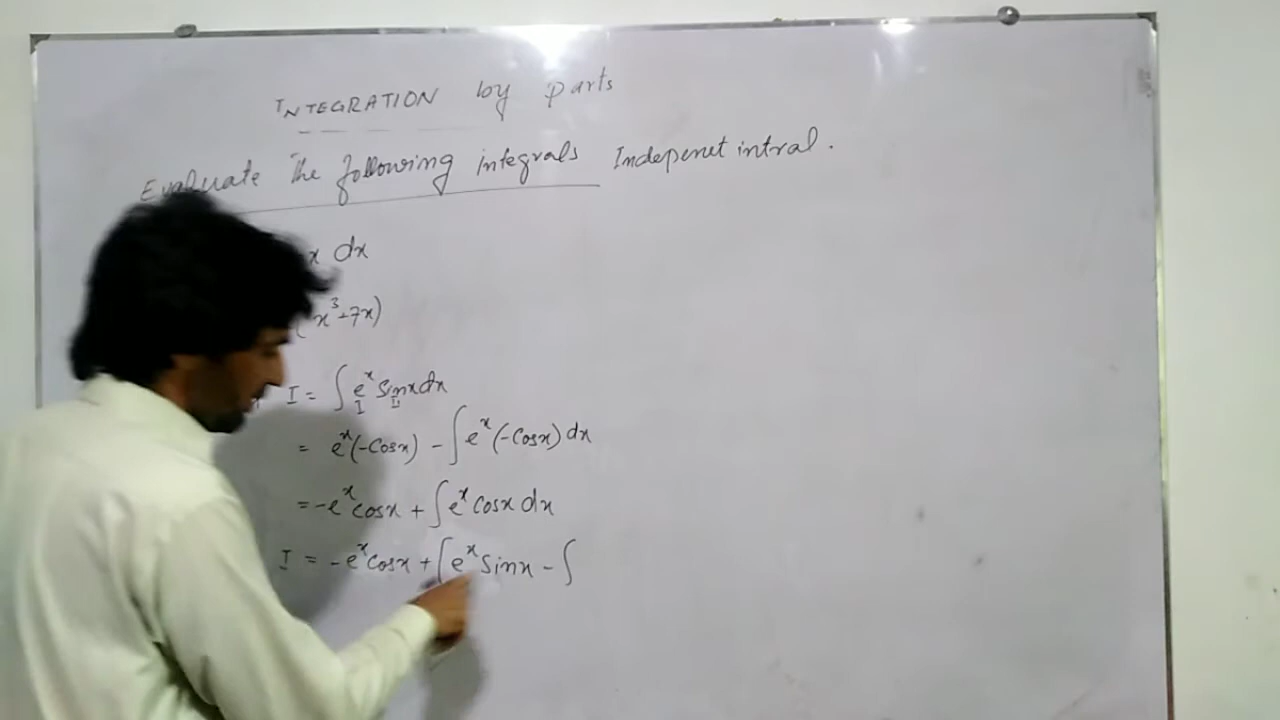 INTEGRATION by parts
Evaluate The following integrals Indepenet intral.
x dx
(x³+7x)
I = ∫ eˣ Sinx dx
I II
= eˣ(-Cosx) - ∫eˣ(-Cosx) dx
= -eˣ cosx + ∫eˣ cosx dx
I = -eˣ cosx + [eˣ Sinx - ∫